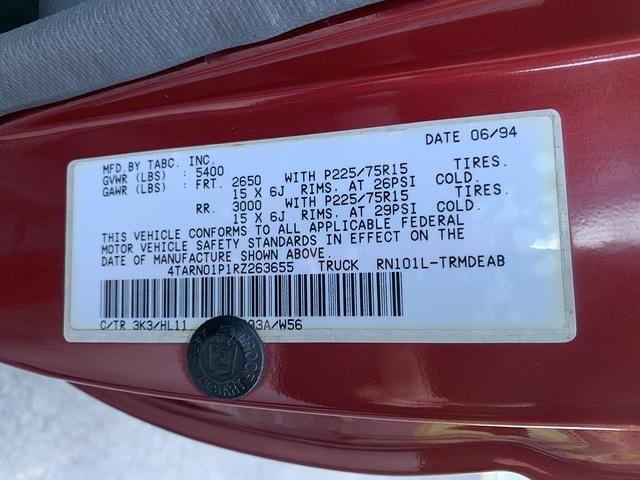 DATE 06/94
MFD.BY TABC. INC.
GVWR (LBS) : 5400
GAWR (LBS) : FRT. 2650 WITH P225/75R15 TIRES.
15 X 6J RIMS. AT 26PSI COLD.
RR. 3000 WITH P225/75R15 TIRES.
15 X 6J RIMS. AT 29PSI COLD.
THIS VEHICLE CONFORMS TO ALL APPLICABLE FEDERAL
MOTOR VEHICLE SAFETY STANDARDS IN EFFECT ON THE
DATE OF MANUFACTURE SHOWN ABOVE.
4TARN01P1RZ263655 TRUCK RN101L-TRMDEAB
C/TR 3K3/HL11 93A/W56